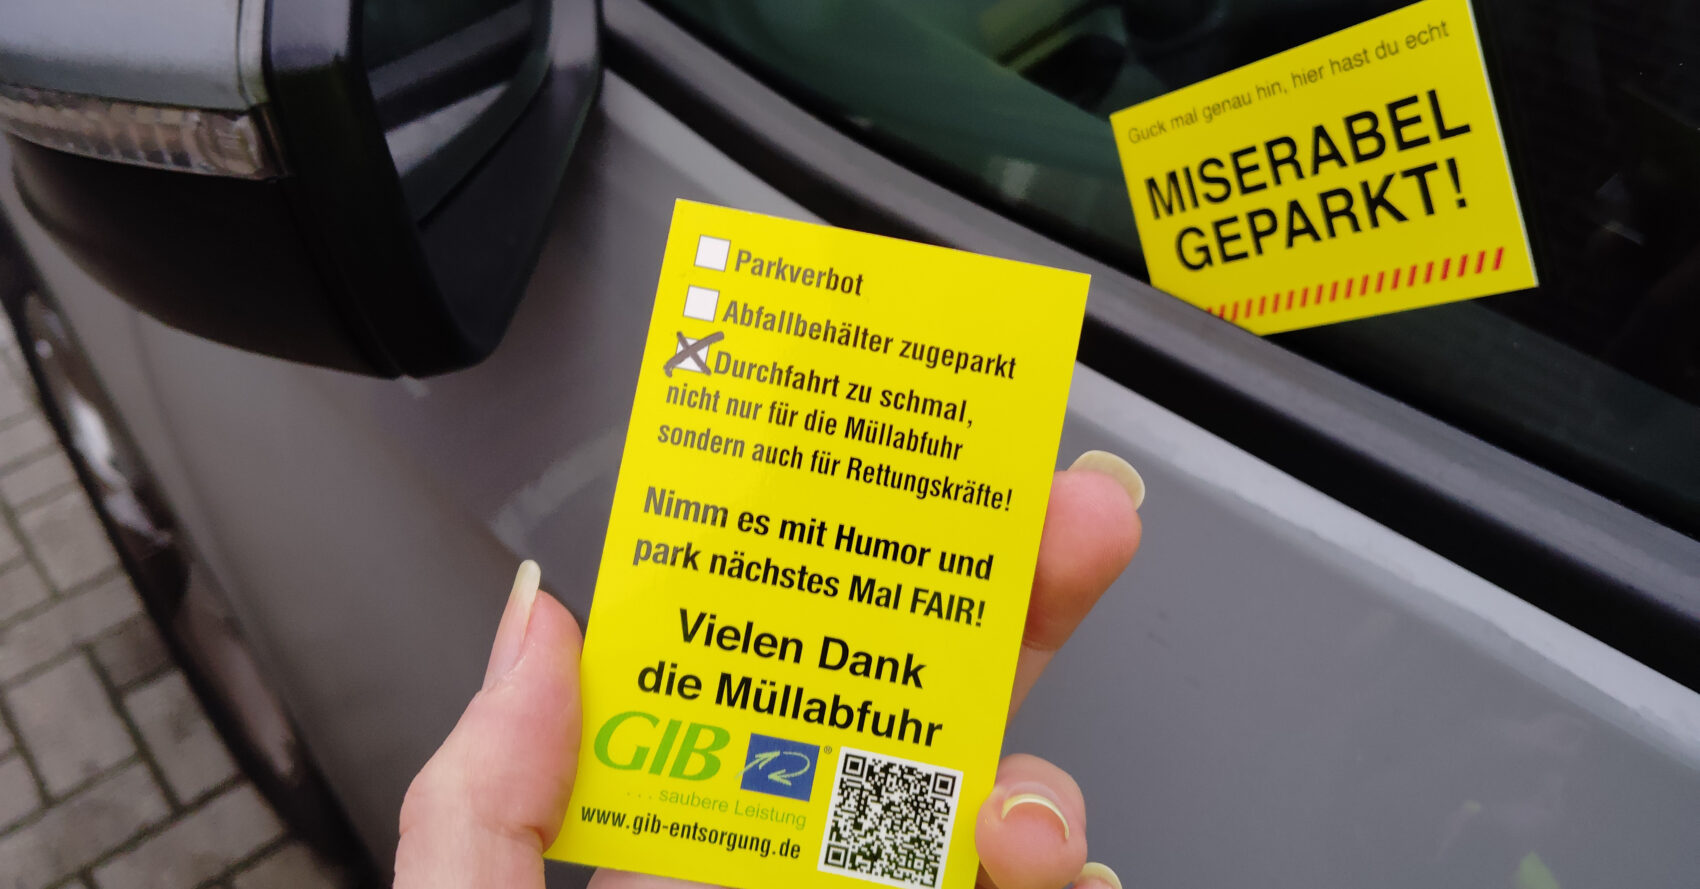 Guck mal genau hin, hier hast du echt
MISERABEL
GEPARKT!
Parkverbot
Abfallbehälter zugeparkt
Durchfahrt zu schmal,
nicht nur für die Müllabfuhr
sondern auch für Rettungskräfte!
Nimm es mit Humor und
park nächstes Mal FAIR!
Vielen Dank
die Müllabfuhr
GIB ®
. . . saubere Leistung
www.gib-entsorgung.de